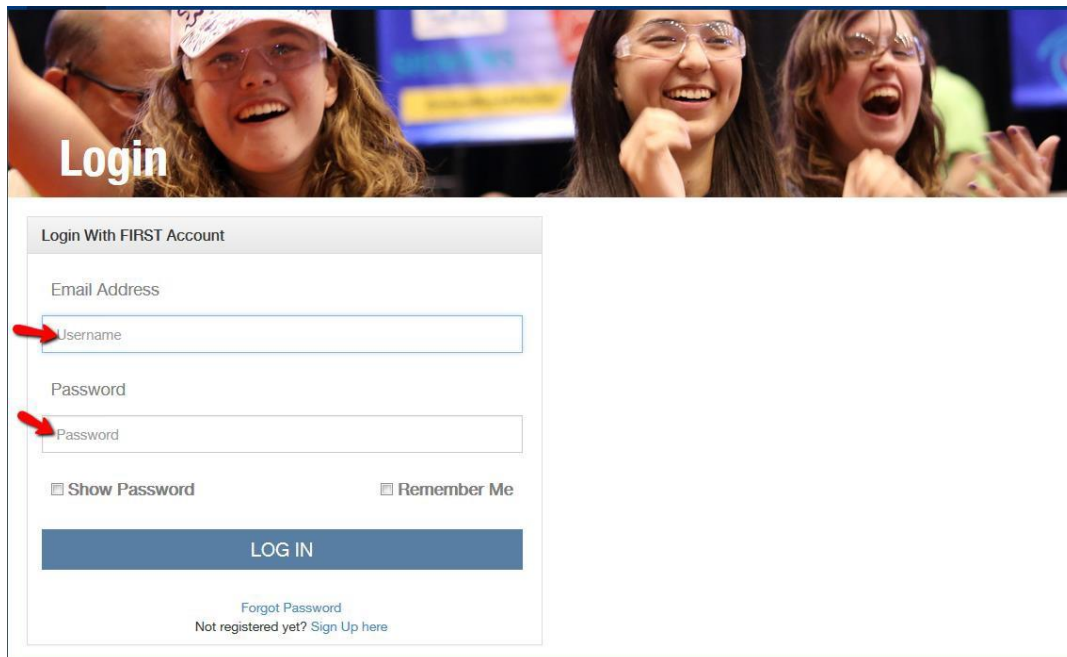 Login
Login With FIRST Account
Email Address
Username
Password
Password
Show Password
Remember Me
LOG IN
Forgot Password
Not registered yet? Sign Up here